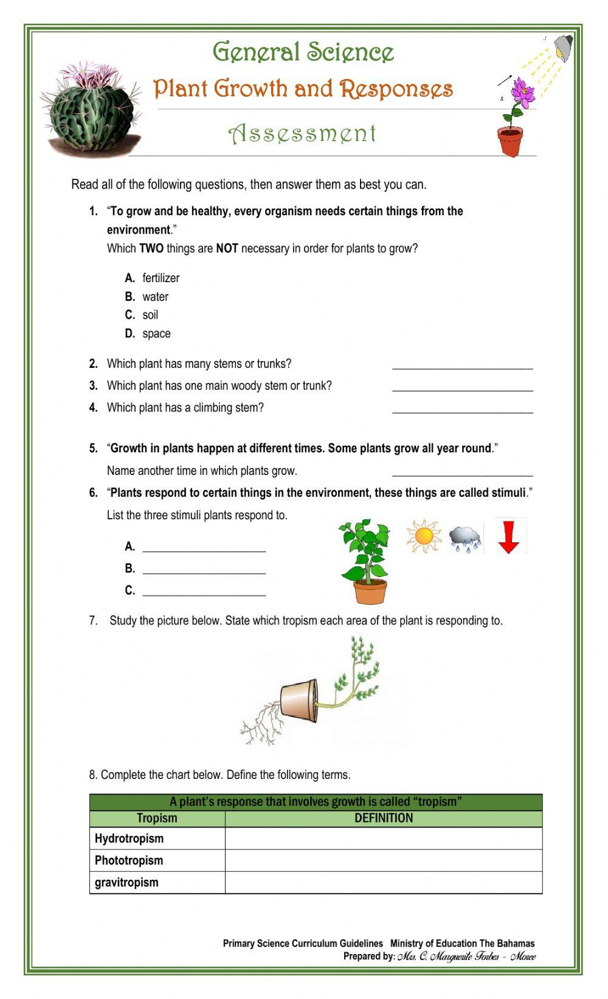 General Science
Plant Growth and Responses
Assessment
Read all of the following questions, then answer them as best you can.
1. “To grow and be healthy, every organism needs certain things from the
environment.”
Which TWO things are NOT necessary in order for plants to grow?
A. fertilizer
B. water
C. soil
D. space
2. Which plant has many stems or trunks? ______________________
3. Which plant has one main woody stem or trunk? ______________________
4. Which plant has a climbing stem? ______________________
5. “Growth in plants happen at different times. Some plants grow all year round.”
Name another time in which plants grow. ______________________
6. “Plants respond to certain things in the environment, these things are called stimuli.”
List the three stimuli plants respond to.
A. ___________________
B. ___________________
C. ___________________
7. Study the picture below. State which tropism each area of the plant is responding to.
8. Complete the chart below. Define the following terms.
A plant’s response that involves growth is called “tropism”
Tropism DEFINITION
Hydrotropism
Phototropism
gravitropism
Primary Science Curriculum Guidelines Ministry of Education The Bahamas
Prepared by: Mrs. C. Marguerite Forbes - Moree